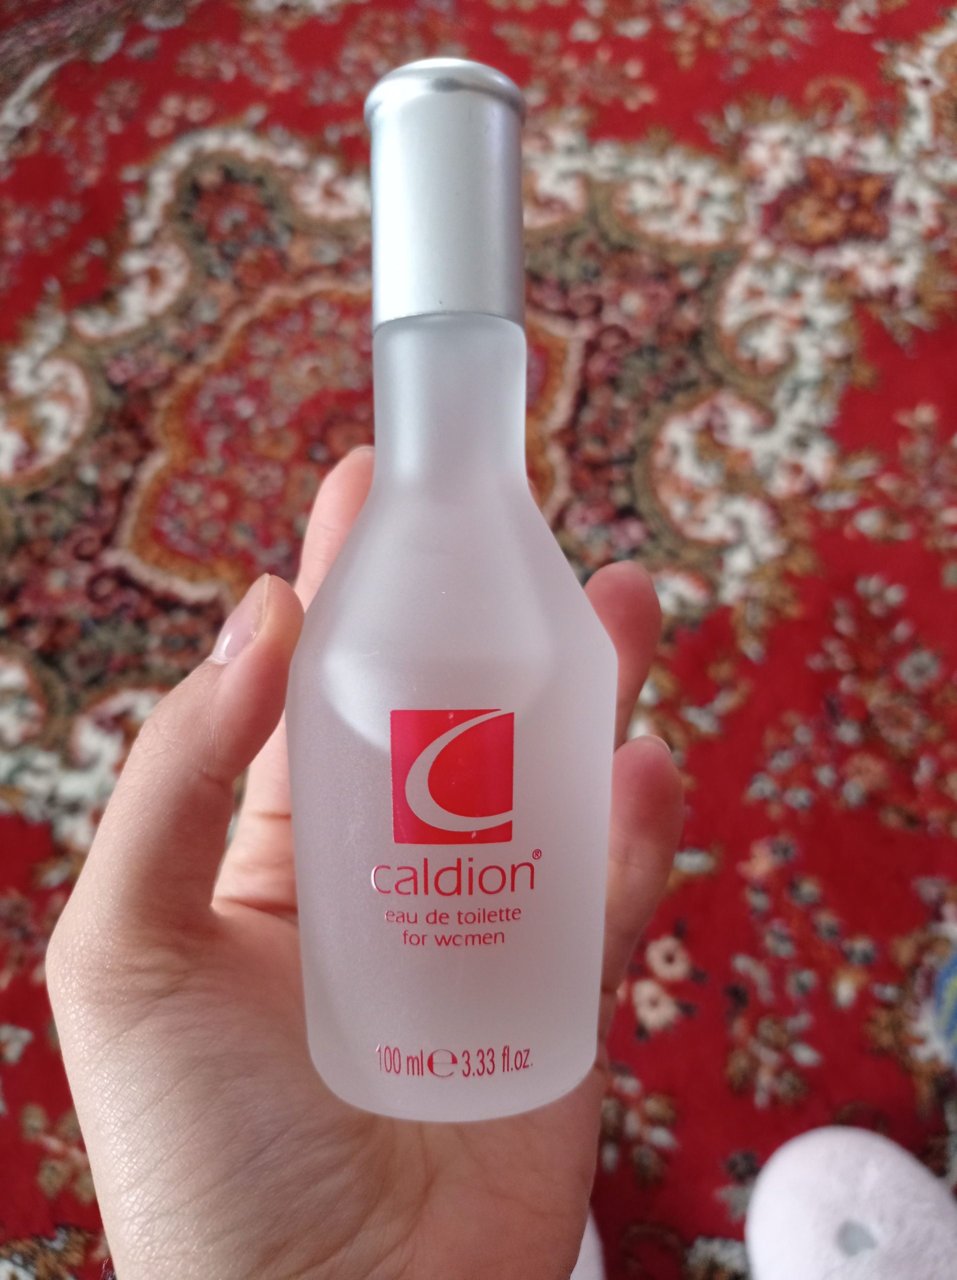 caldion®
eau de toilette
for women
100 ml ℮ 3.33 fl.oz.